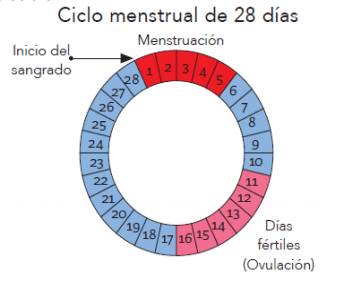 Ciclo menstrual de 28 días
Menstruación
Inicio del
sangrado
1 2 3 4 5 6 7 8 9 10 11 12 13 14 15 16 17 18 19 20 21 22 23 24 25 26 27 28
Días
fértiles
(Ovulación)